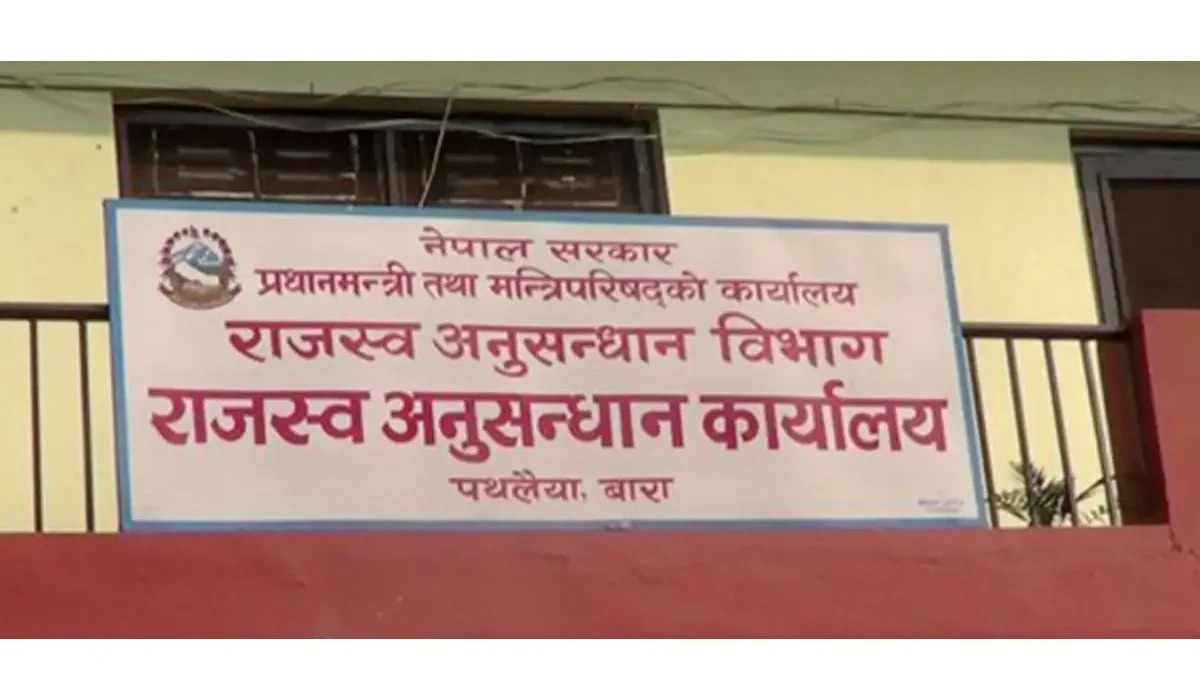 नेपाल सरकार
प्रधानमन्त्री तथा मन्त्रिपरिषद्को कार्यालय
राजस्व अनुसन्धान विभाग
राजस्व अनुसन्धान कार्यालय
पथलैया, बारा